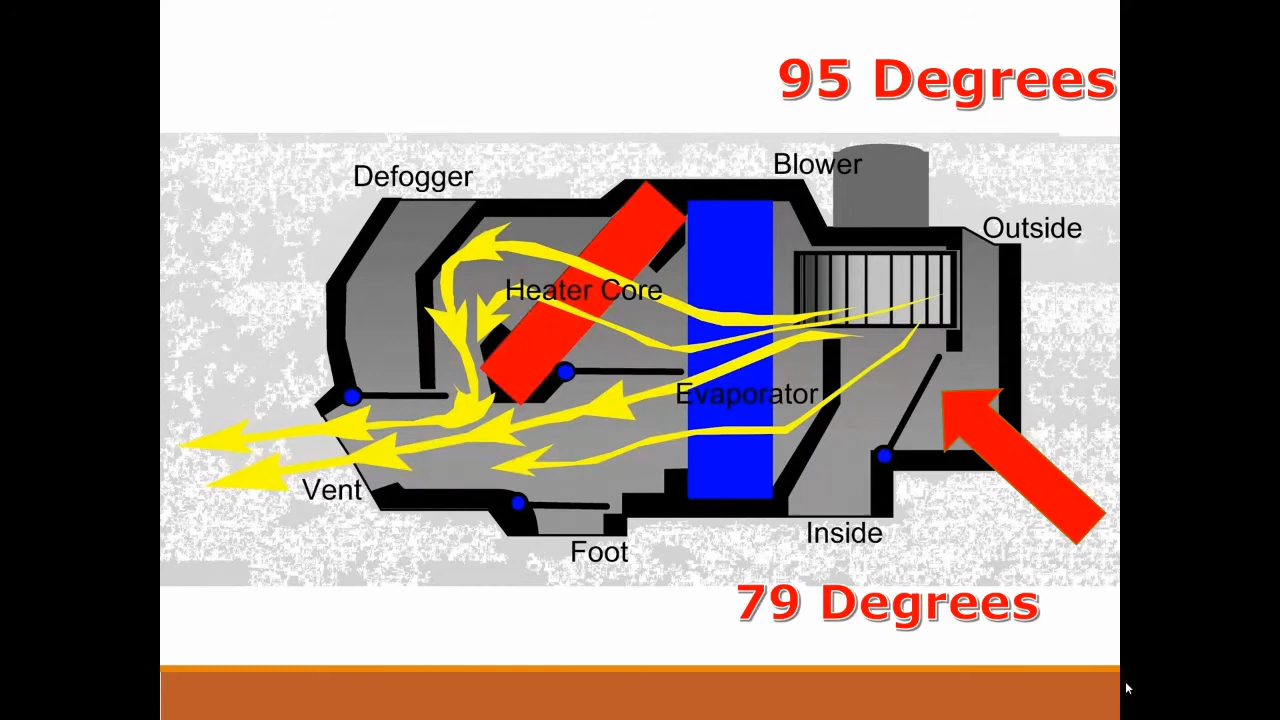 95 Degrees
Blower
Defogger
Outside
Heater Core
Evaporator
Vent
Inside
Foot
79 Degrees